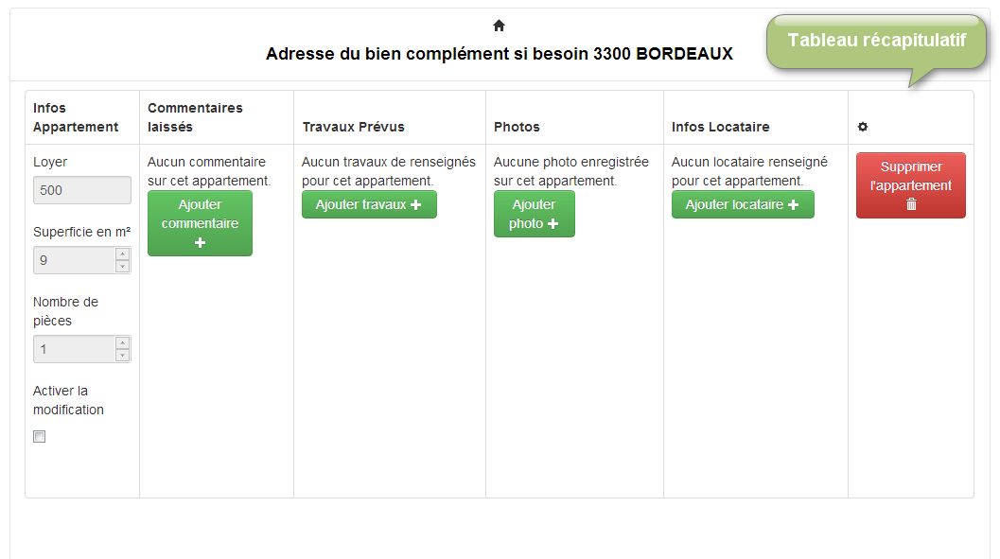 Tableau récapitulatif
Adresse du bien complément si besoin 3300 BORDEAUX
Infos
Appartement
Commentaires
laissés
Travaux Prévus
Photos
Infos Locataire
Loyer
500
Superficie en m²
9
Nombre de
pièces
1
Activer la
modification
Aucun commentaire
sur cet appartement.
Ajouter
commentaire
Aucun travaux de renseignés
pour cet appartement.
Ajouter travaux
Aucune photo enregistrée
sur cet appartement.
Ajouter
photo
Aucun locataire renseigné
pour cet appartement.
Ajouter locataire
Supprimer
l'appartement